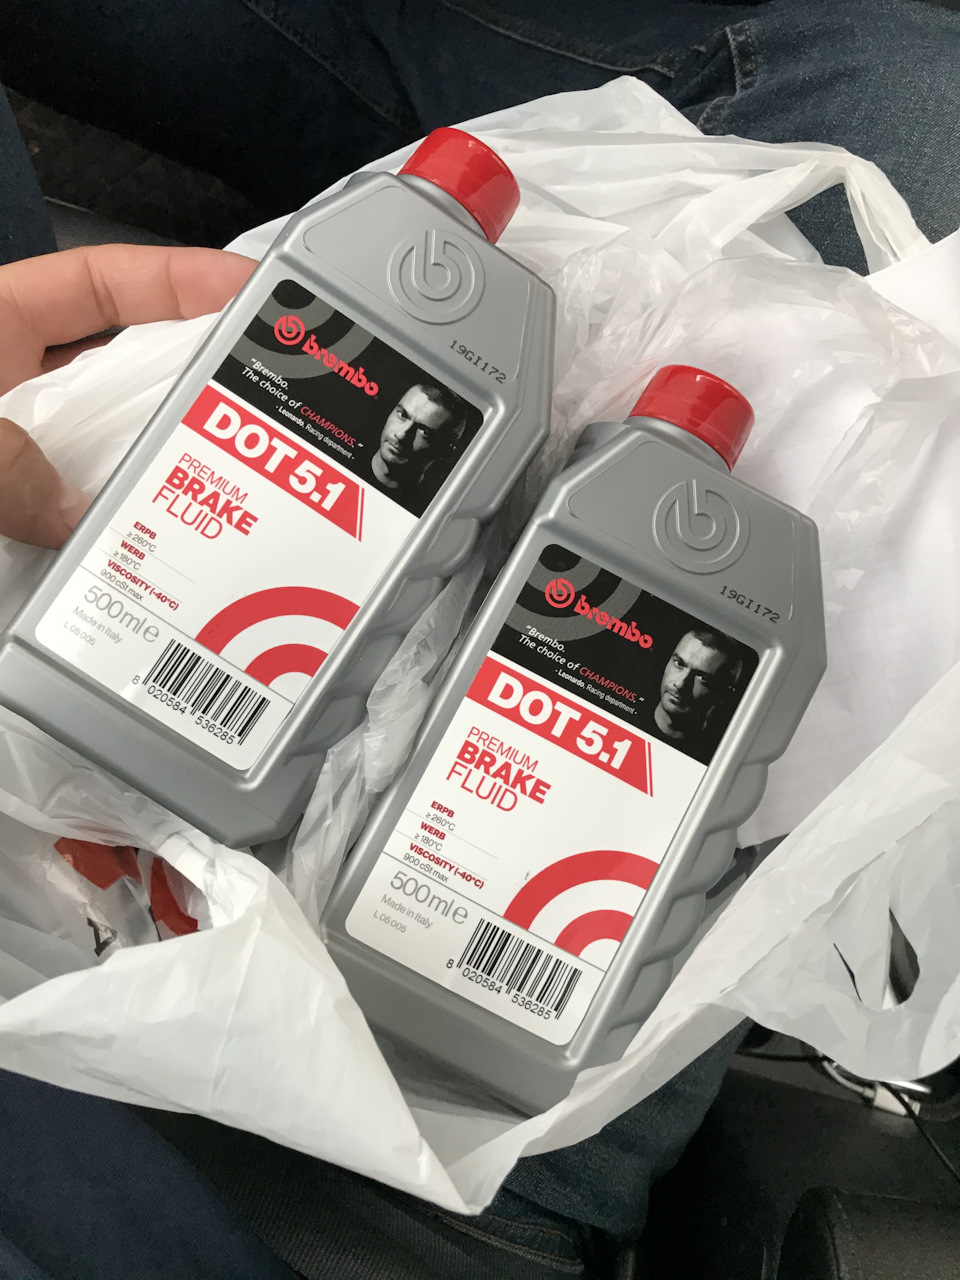 19GI172
brembo
"Brembo.
The choice of CHAMPIONS."
- Leonardo, Racing department -
DOT 5.1
PREMIUM
BRAKE
FLUID
ERPB
≥ 260°C
WERB
≥ 180°C
VISCOSITY (-40°C)
900 cSt max
500ml e
Made in Italy
L 05 005
8 020584 536285
19GI172
brembo
"Brembo.
The choice of CHAMPIONS."
- Leonardo, Racing department -
DOT 5.1
PREMIUM
BRAKE
FLUID
ERPB
≥ 260°C
WERB
≥ 180°C
VISCOSITY (-40°C)
900 cSt max
500ml e
Made in Italy
L 05 005
8 020584 536285